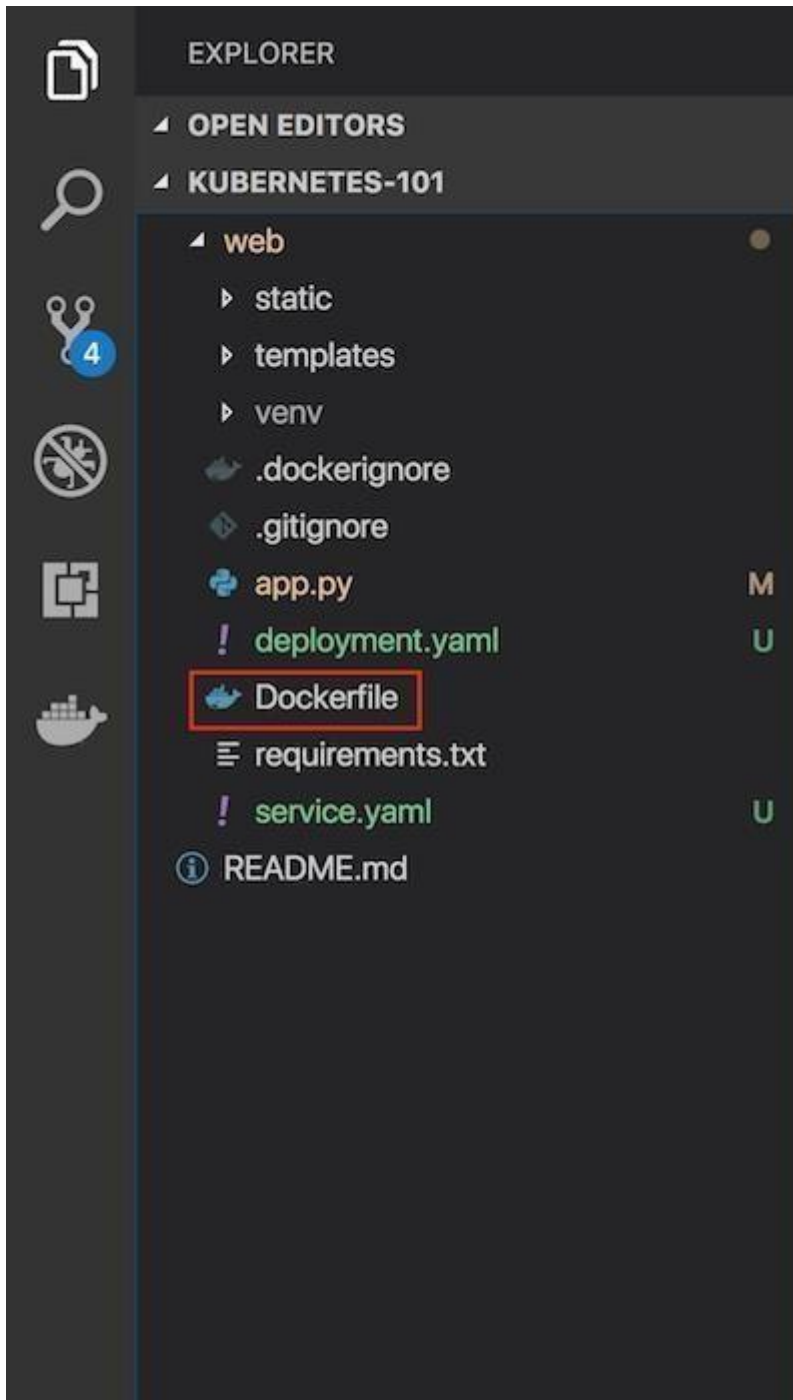 EXPLORER
OPEN EDITORS
KUBERNETES-101
web
static
templates
4
venv
.dockerignore
.gitignore
app.py M
deployment.yaml U
Dockerfile
requirements.txt
service.yaml U
README.md